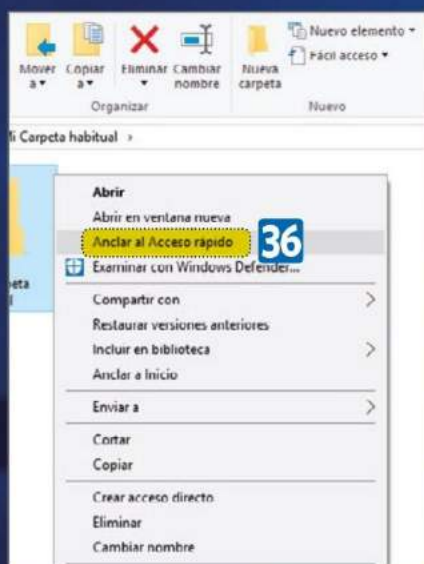 Mover a
Copiar a
Eliminar
Cambiar nombre
Nueva carpeta
Nuevo elemento
Fácil acceso
Organizar
Nuevo
Mi Carpeta habitual
Abrir
Abrir en ventana nueva
Anclar al Acceso rápido
36
Examinar con Windows Defender...
Compartir con
Restaurar versiones anteriores
Incluir en biblioteca
Anclar a Inicio
Enviar a
Cortar
Copiar
Crear acceso directo
Eliminar
Cambiar nombre